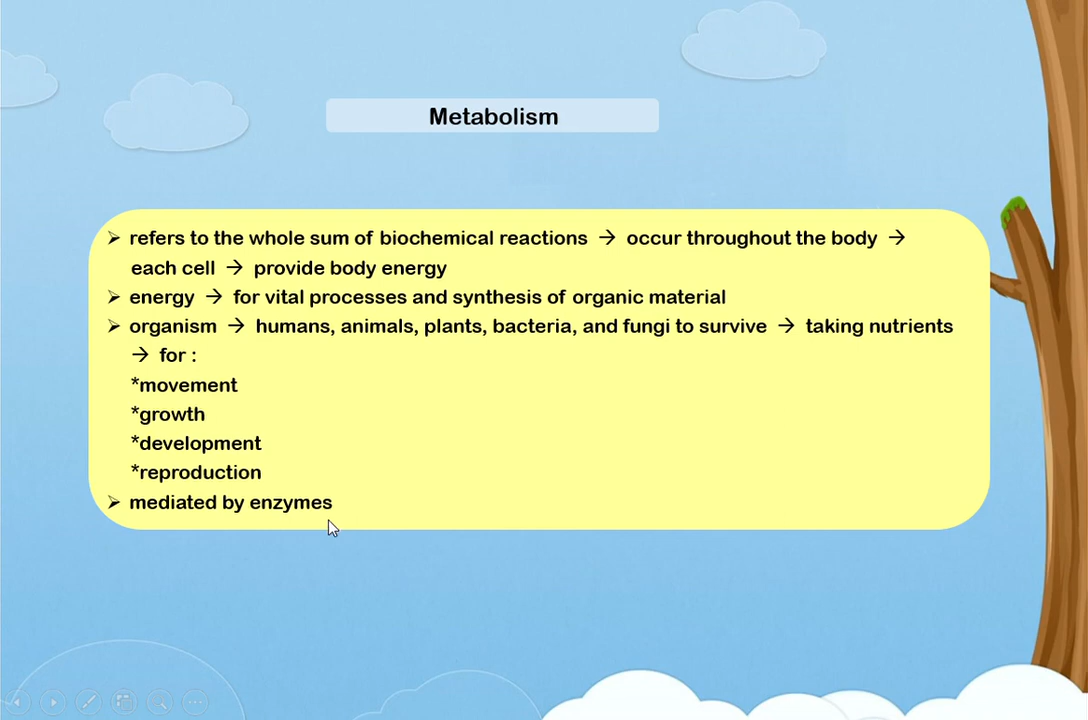 Metabolism
➢ refers to the whole sum of biochemical reactions → occur throughout the body →
each cell → provide body energy
➢ energy → for vital processes and synthesis of organic material
➢ organism → humans, animals, plants, bacteria, and fungi to survive → taking nutrients
→ for :
*movement
*growth
*development
*reproduction
➢ mediated by enzymes